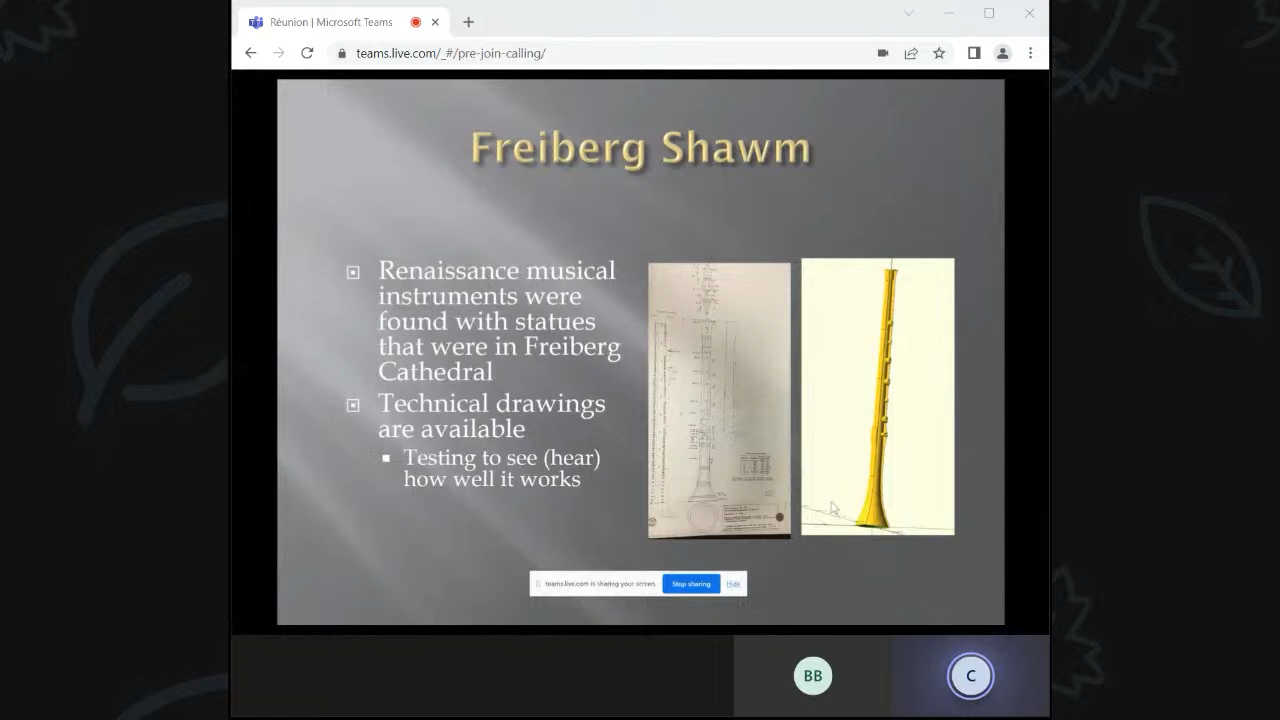 Réunion | Microsoft Teams
teams.live.com/_#/pre-join-calling/
Freiberg Shawm
Renaissance musical
instruments were
found with statues
that were in Freiberg
Cathedral
Technical drawings
are available
Testing to see (hear)
how well it works
teams.live.com is sharing your screen.
Stop sharing
Hide
BB
C